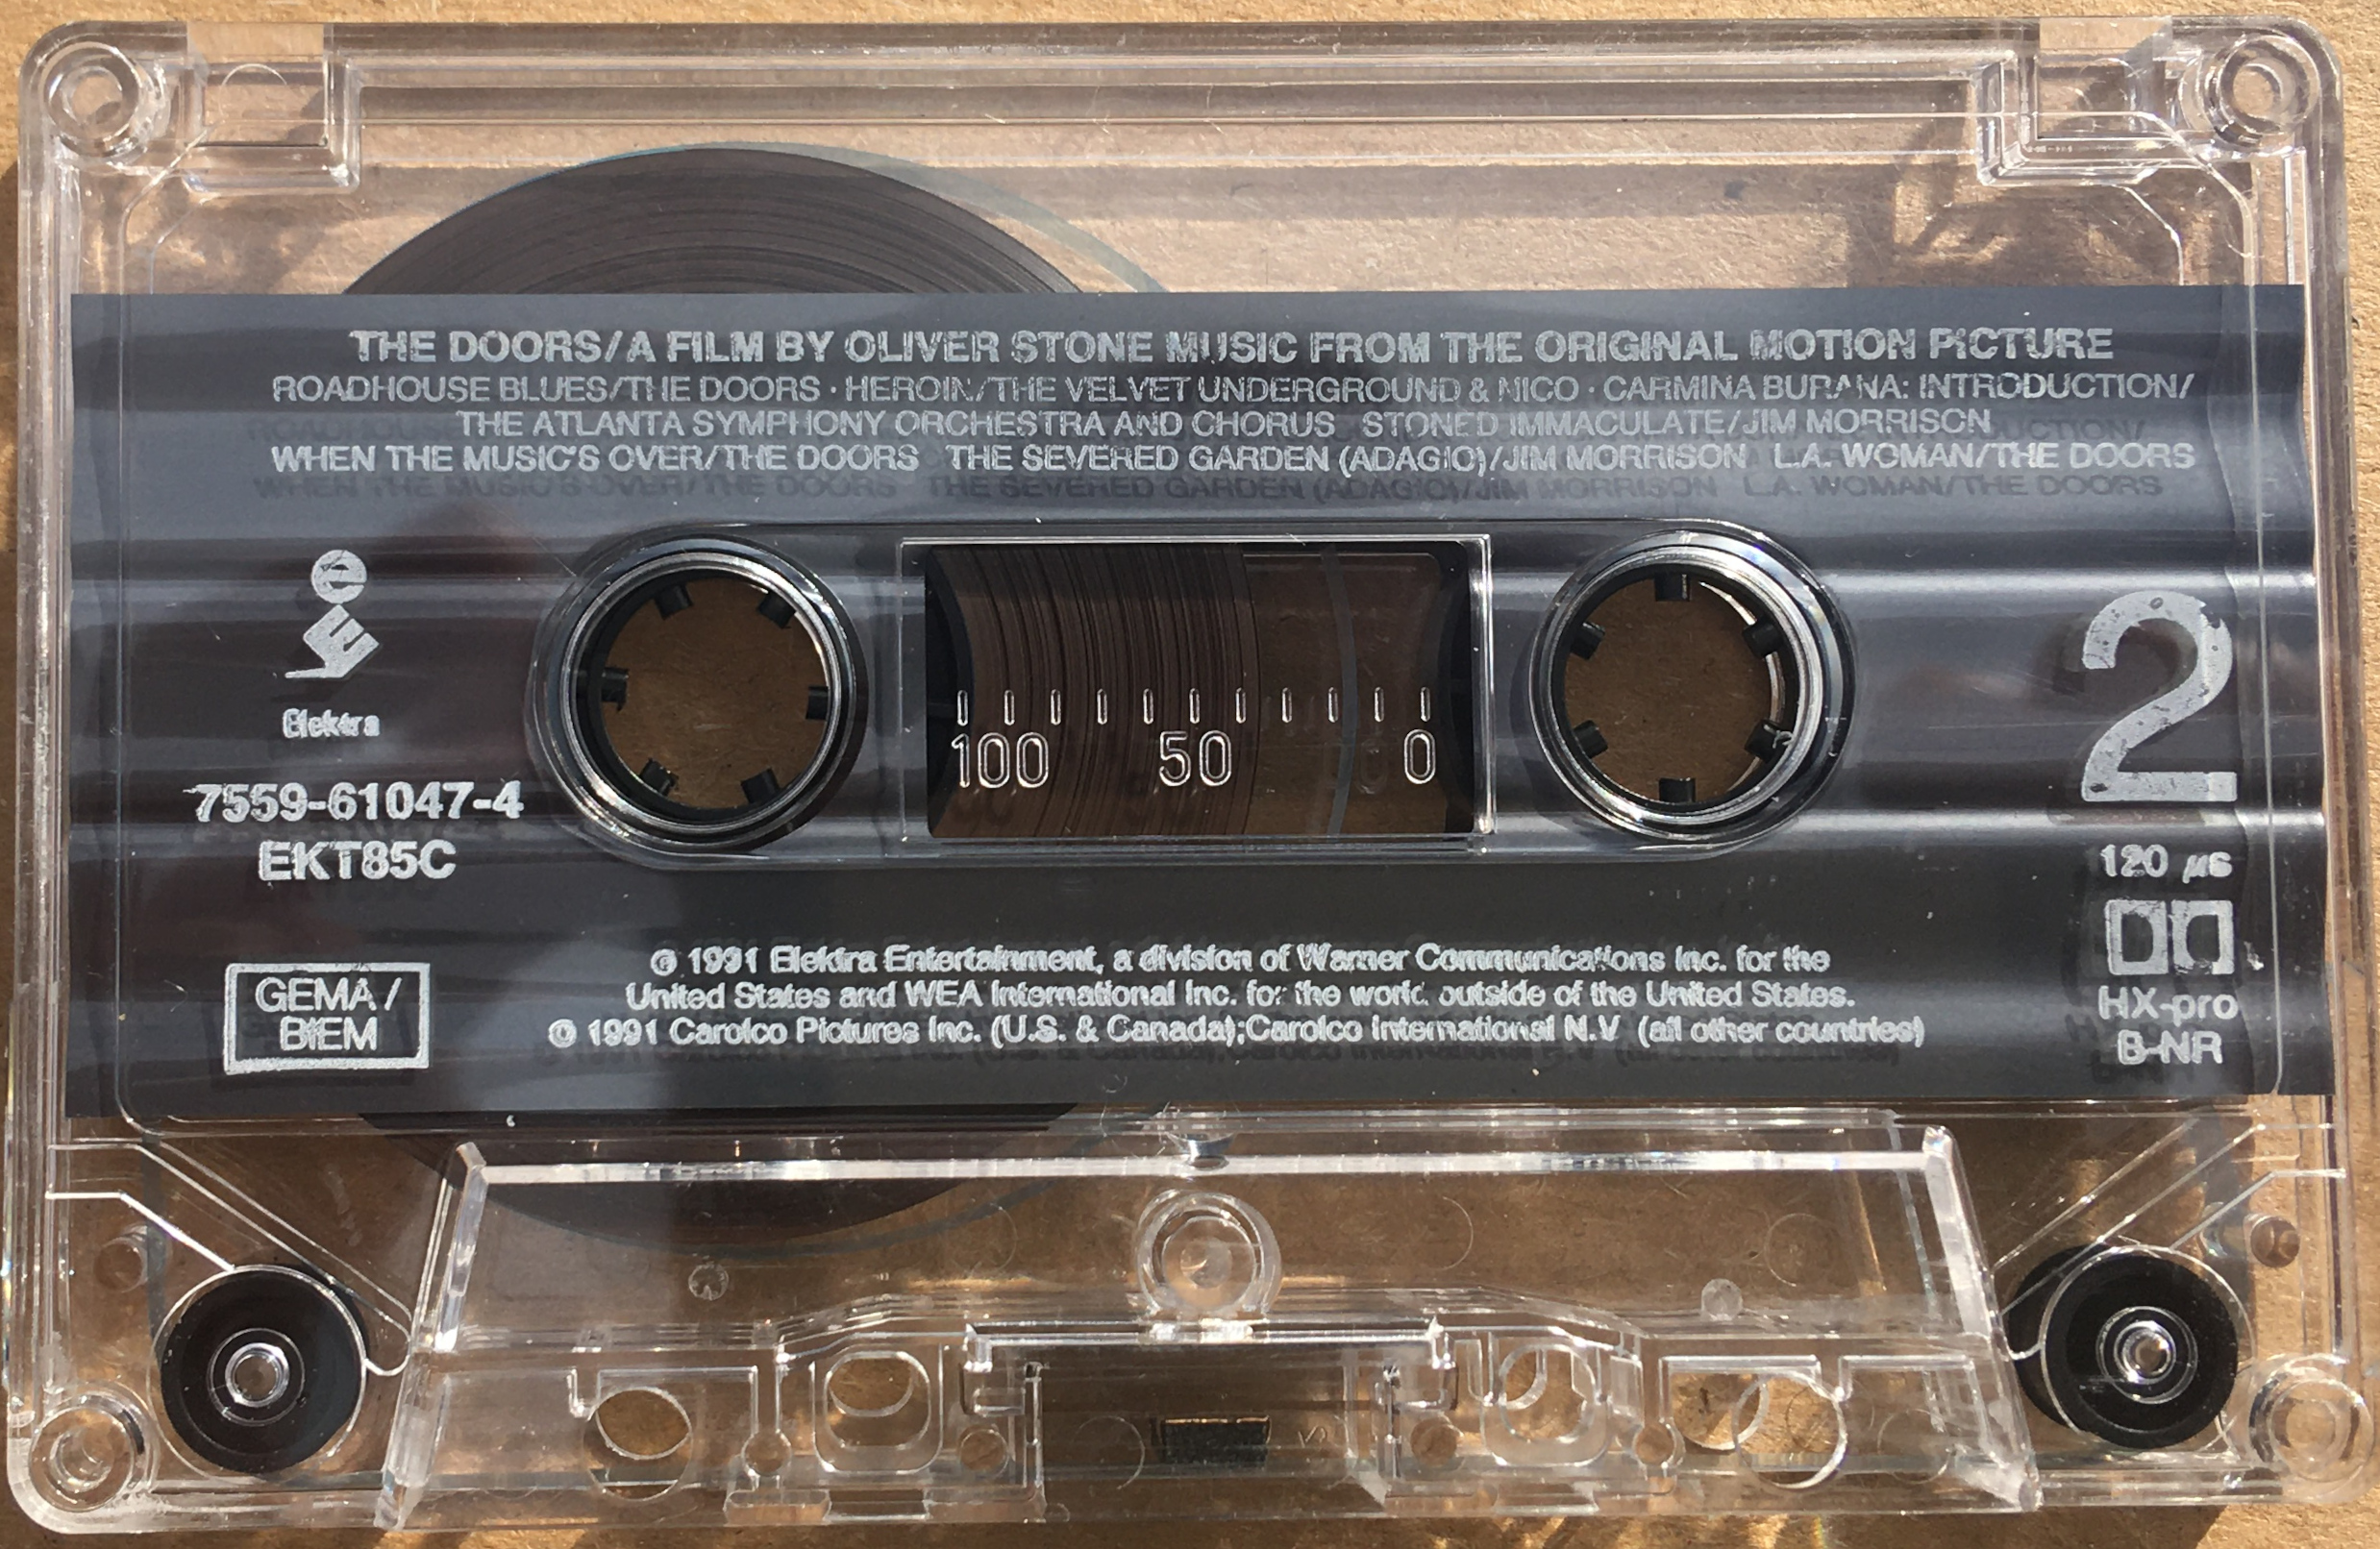 THE DOORS/A FILM BY OLIVER STONE MUSIC FROM THE ORIGINAL MOTION PICTURE
ROADHOUSE BLUES/THE DOORS · HEROIN/THE VELVET UNDERGROUND & NICO · CARMINA BURANA: INTRODUCTION/
THE ATLANTA SYMPHONY ORCHESTRA AND CHORUS STONED IMMACULATE/JIM MORRISON
WHEN THE MUSIC'S OVER/THE DOORS THE SEVERED GARDEN (ADAGIO)/JIM MORRISON L.A. WOMAN/THE DOORS
e
Elektra
7559-61047-4
EKT85C
GEMA/
BIEM
100 50 0
2
120 µs
HX-pro
B-NR
℗ 1991 Elektra Entertainment, a division of Warner Communications Inc. for the
United States and WEA International Inc. for the world outside of the United States.
© 1991 Carolco Pictures Inc. (U.S. & Canada);Carolco International N.V (all other countries)